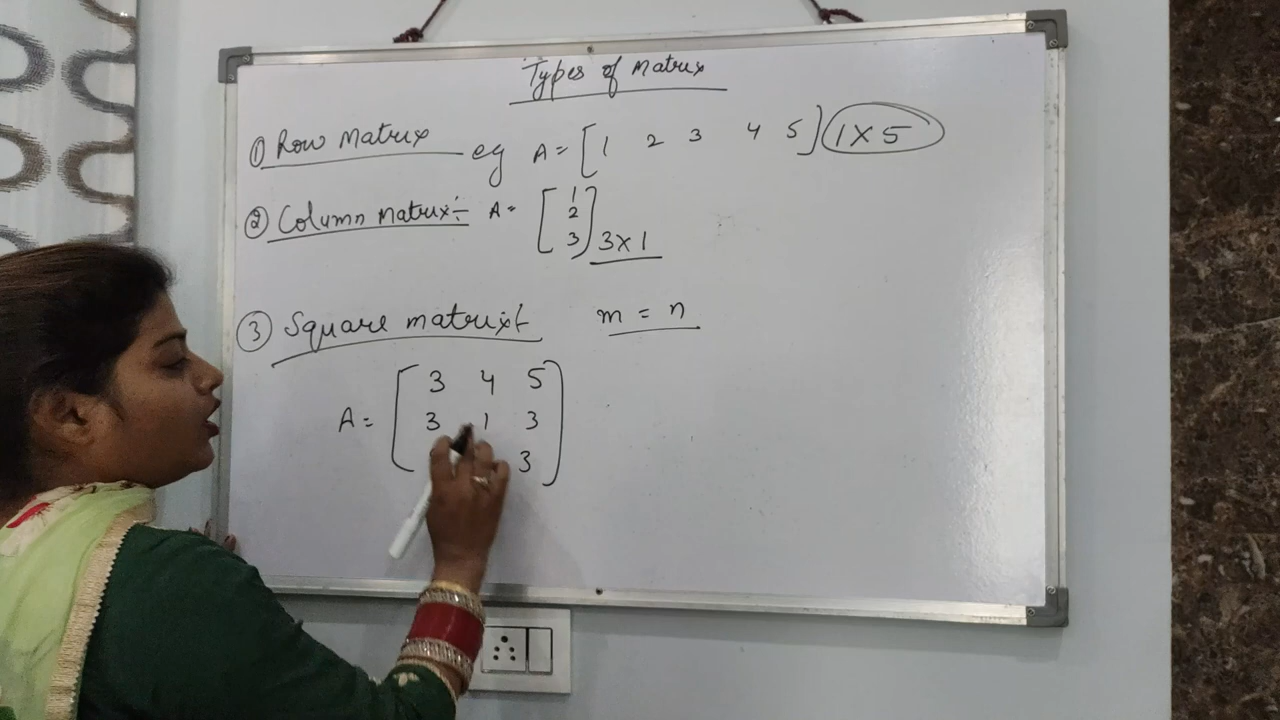 Types of Matrix
① Row Matrix eg A = [ 1 2 3 4 5 ] 1 X 5
② Column Matrix:- A = [ 1
2
3 ] 3 x 1
③ Square matrix:- m = n
3 4 5
A = 3 1 3
3